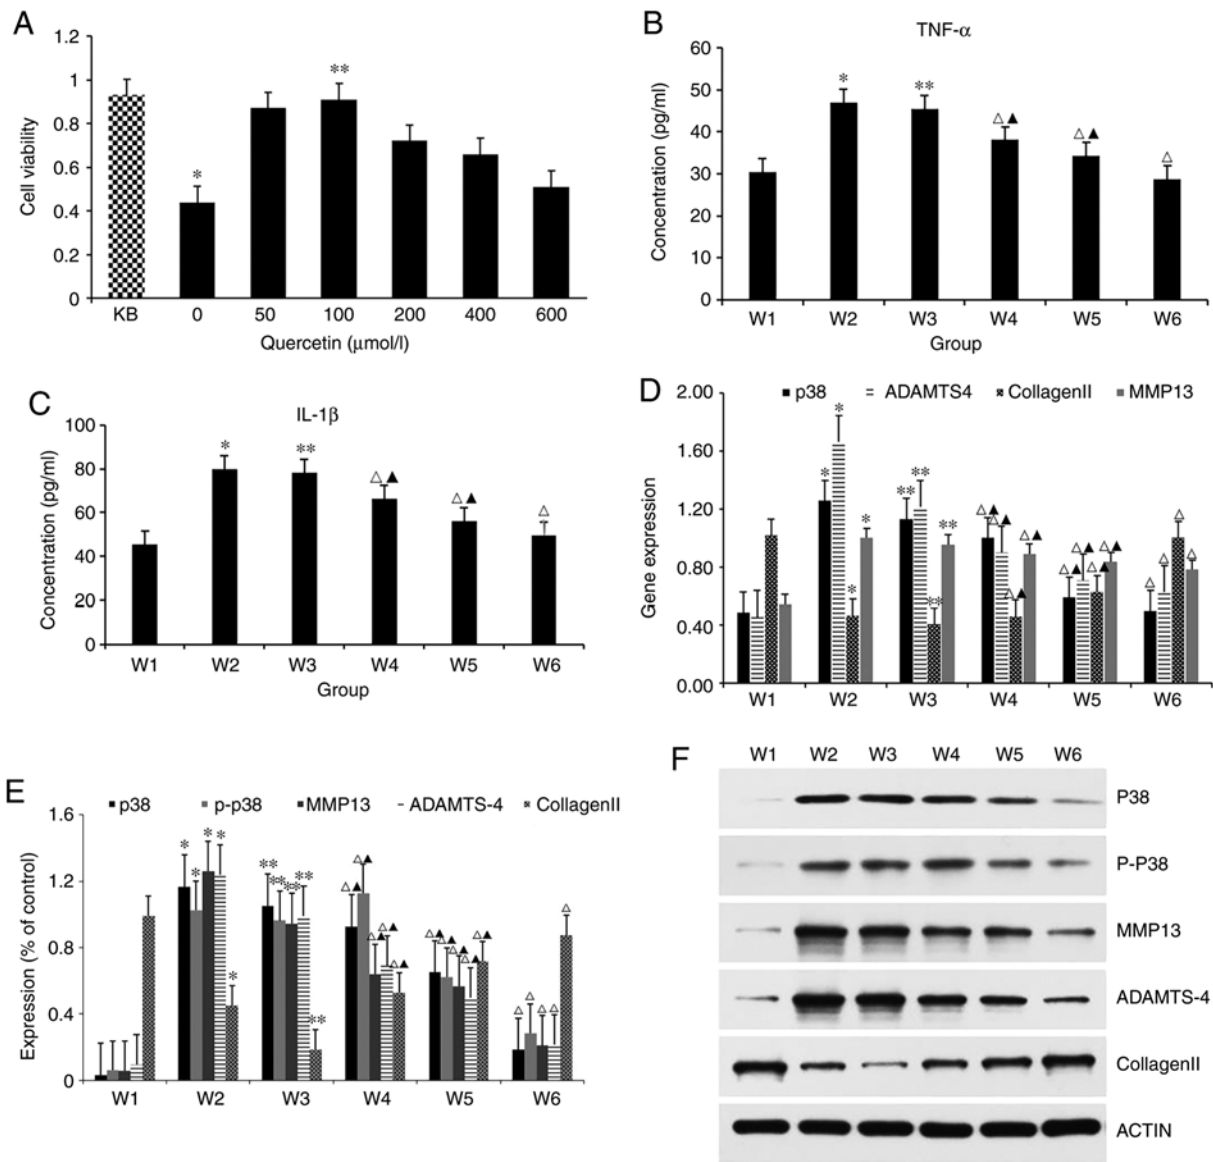 A
1.2
1
0.8
0.6
0.4
0.2
0
Cell viability
**
*
KB 0 50 100 200 400 600
Quercetin (μmol/l)
B
TNF-α
60
50
40
30
20
10
0
Concentration (pg/ml)
* ** △▲ △▲ △
W1 W2 W3 W4 W5 W6
Group
C
IL-1β
100
80
60
40
20
0
Concentration (pg/ml)
* ** △▲ △▲ △
W1 W2 W3 W4 W5 W6
Group
D
p38 ADAMTS4 CollagenII MMP13
2.00
1.60
1.20
0.80
0.40
0.00
Gene expression
* * * *
** ** ** **
△▲ △▲ △▲ △▲
△▲ △▲ △▲ △▲
△ △ △ △
W1 W2 W3 W4 W5 W6
E
p38 p-p38 MMP13 ADAMTS-4 CollagenII
1.6
1.2
0.8
0.4
0
Expression (% of control)
* * * * *
** ** ** ** **
△▲ △▲ △▲ △▲ △▲
△▲ △▲ △▲ △▲ △▲
△ △ △ △ △
W1 W2 W3 W4 W5 W6
F
W1 W2 W3 W4 W5 W6
P38
P-P38
MMP13
ADAMTS-4
CollagenII
ACTIN